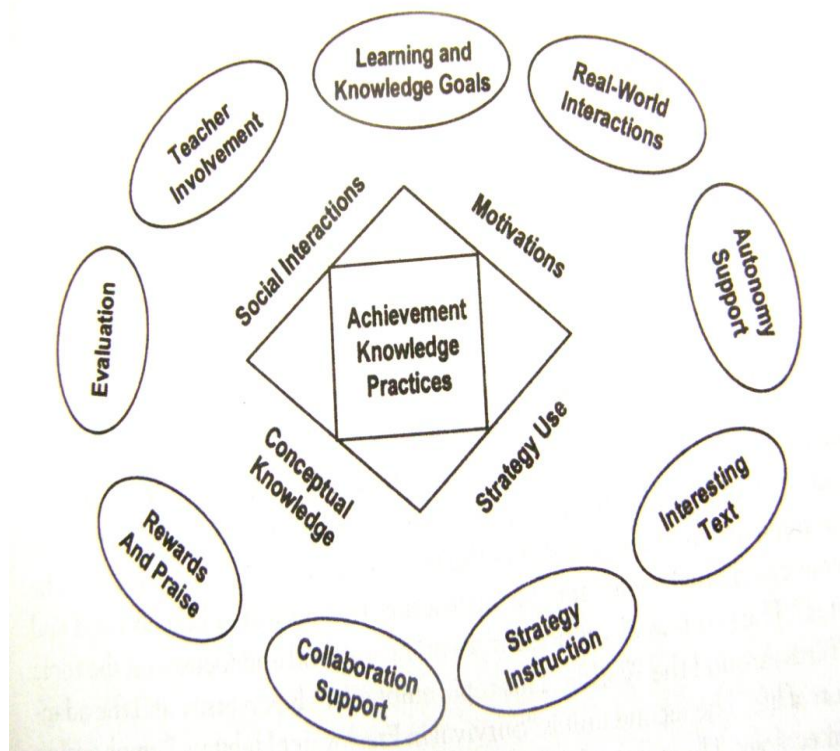 Learning and
Knowledge Goals
Real-World
Interactions
Autonomy
Support
Interesting
Text
Strategy
Instruction
Collaboration
Support
Rewards
And Praise
Evaluation
Teacher
Involvement
Social Interactions
Motivations
Strategy Use
Conceptual
Knowledge
Achievement
Knowledge
Practices